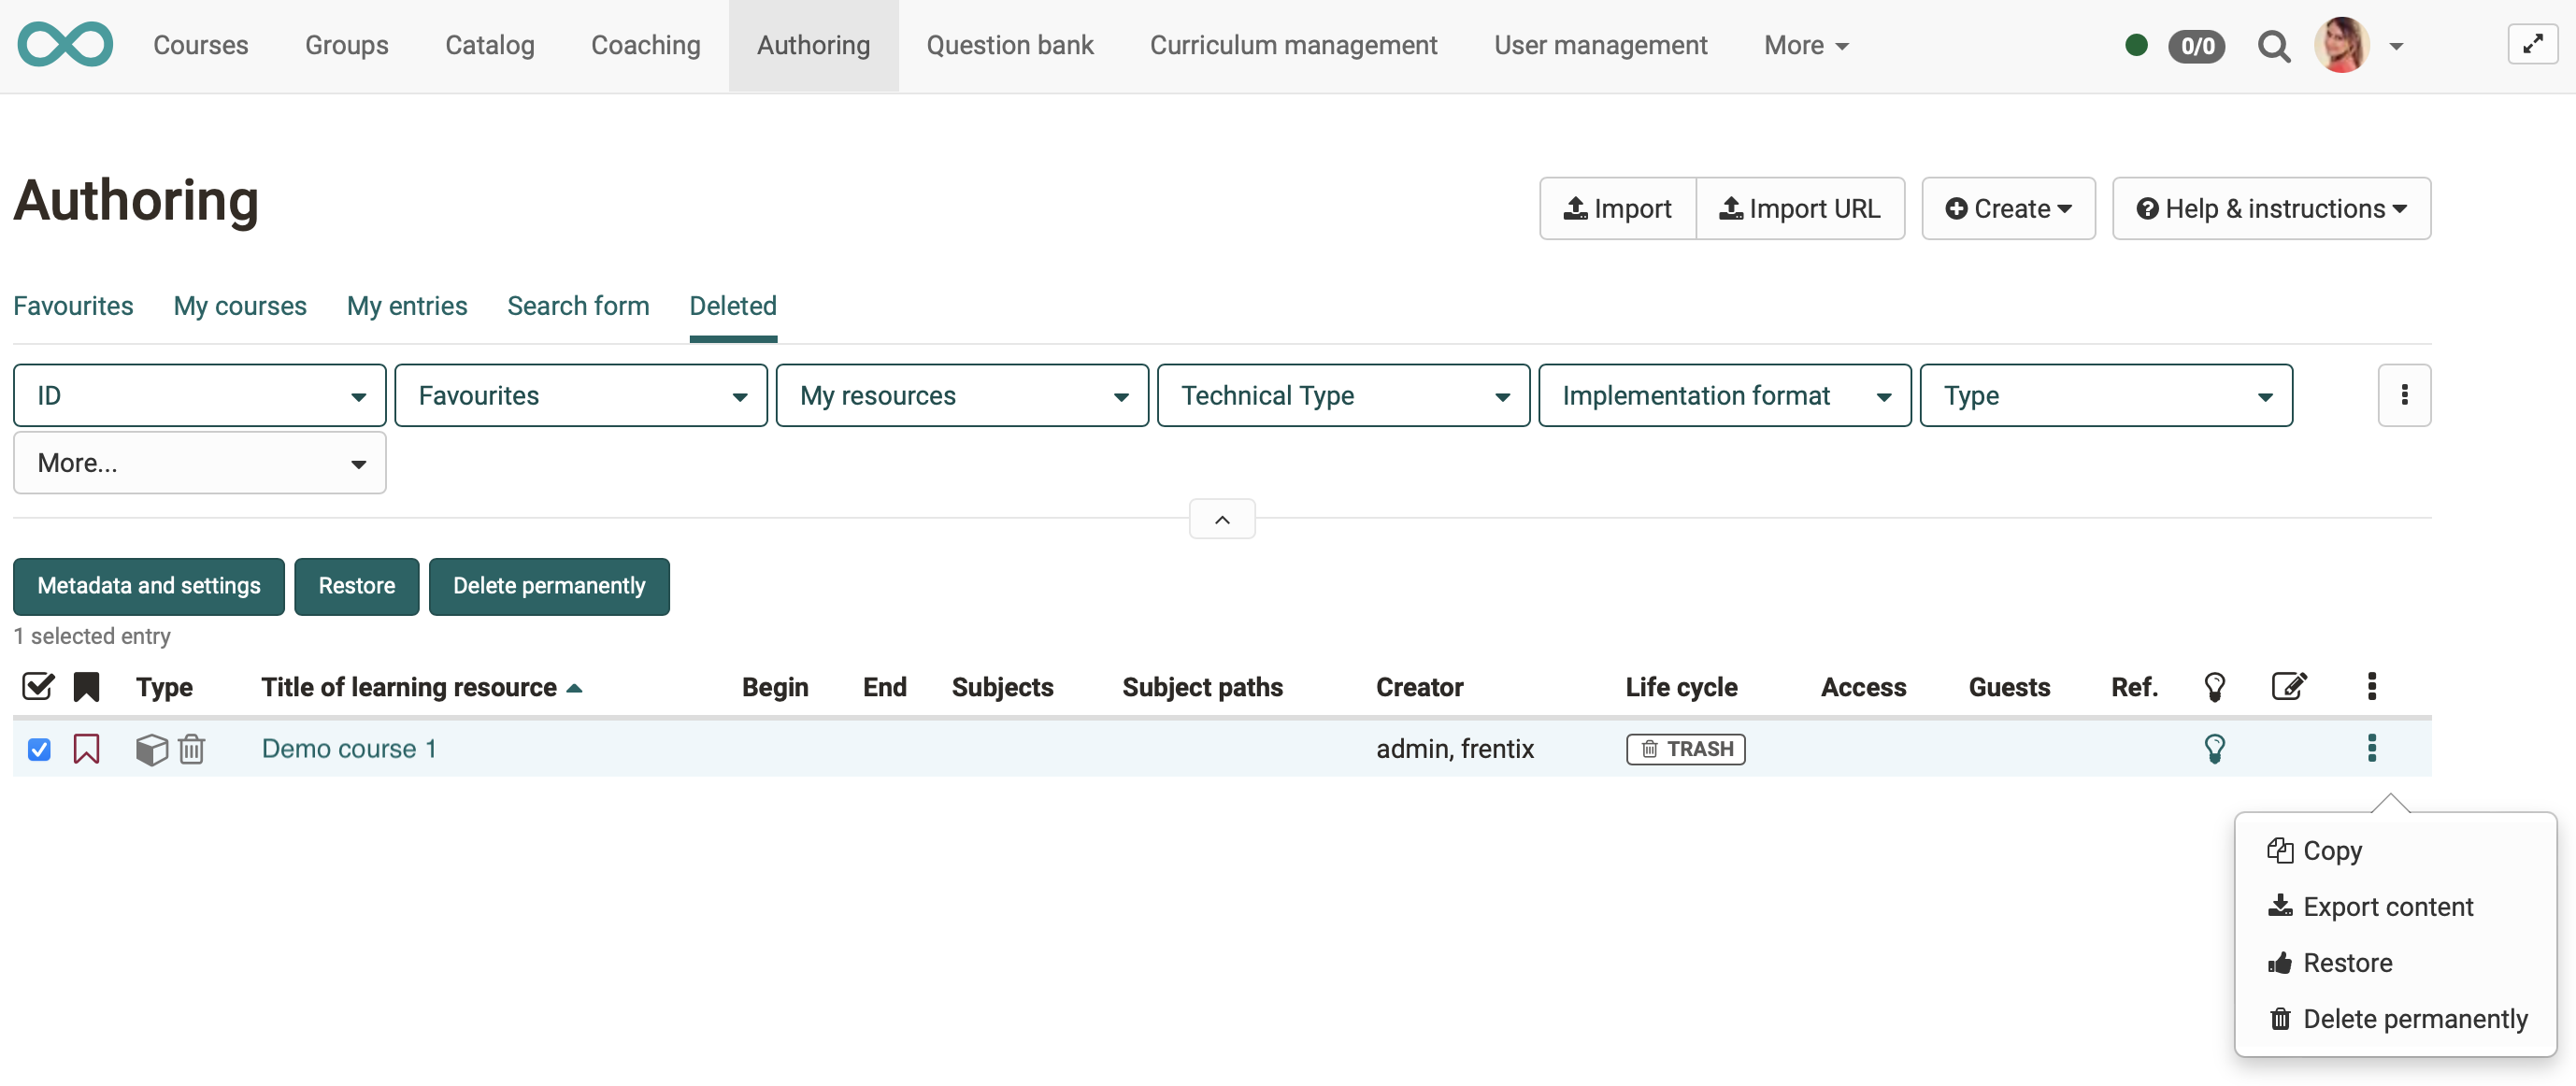 Courses Groups Catalog Coaching Authoring Question bank Curriculum management User management More 0/0
Authoring
Import Import URL Create Help & instructions
Favourites My courses My entries Search form Deleted
ID Favourites My resources Technical Type Implementation format Type
More...
Metadata and settings Restore Delete permanently
1 selected entry
Type Title of learning resource Begin End Subjects Subject paths Creator Life cycle Access Guests Ref.
Demo course 1 admin, frentix TRASH
Copy
Export content
Restore
Delete permanently